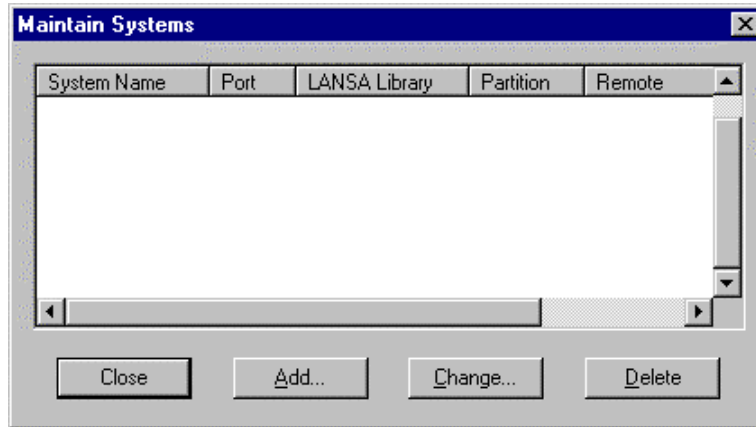 Maintain Systems
System Name Port LANSA Library Partition Remote
Close Add... Change... Delete